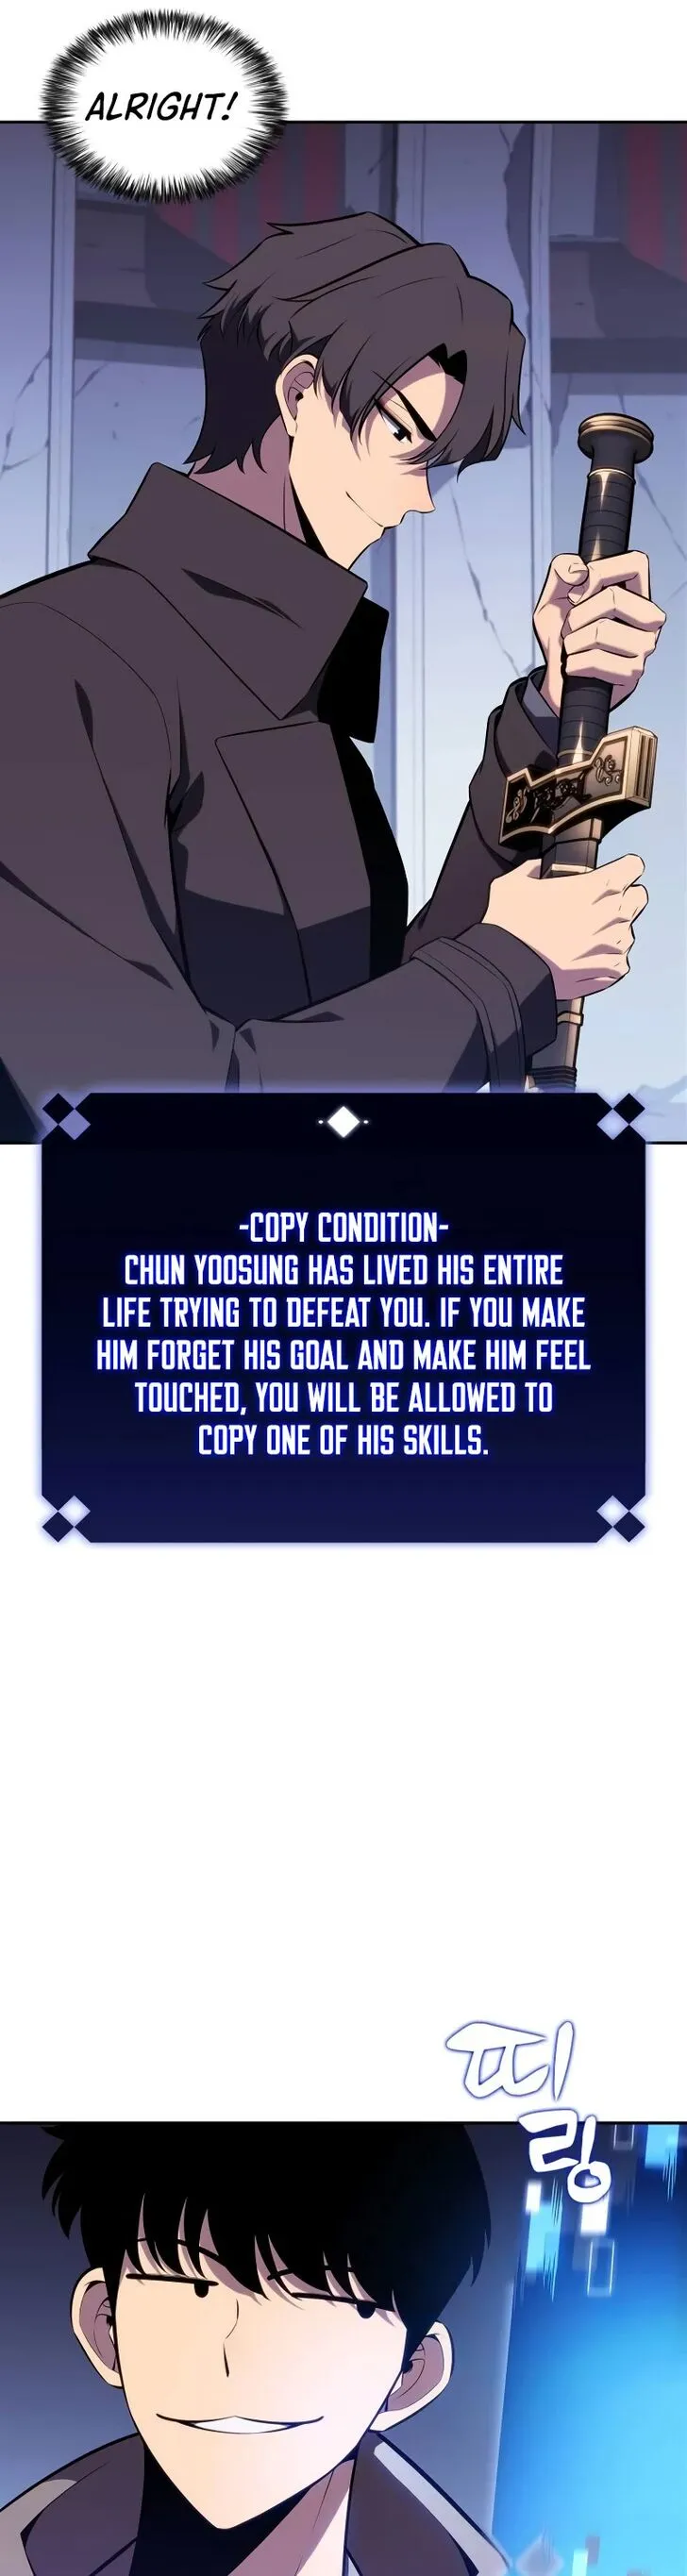 ALRIGHT!
-COPY CONDITION-
CHUN YOOSUNG HAS LIVED HIS ENTIRE
LIFE TRYING TO DEFEAT YOU. IF YOU MAKE
HIM FORGET HIS GOAL AND MAKE HIM FEEL
TOUCHED, YOU WILL BE ALLOWED TO
COPY ONE OF HIS SKILLS.
띠
링